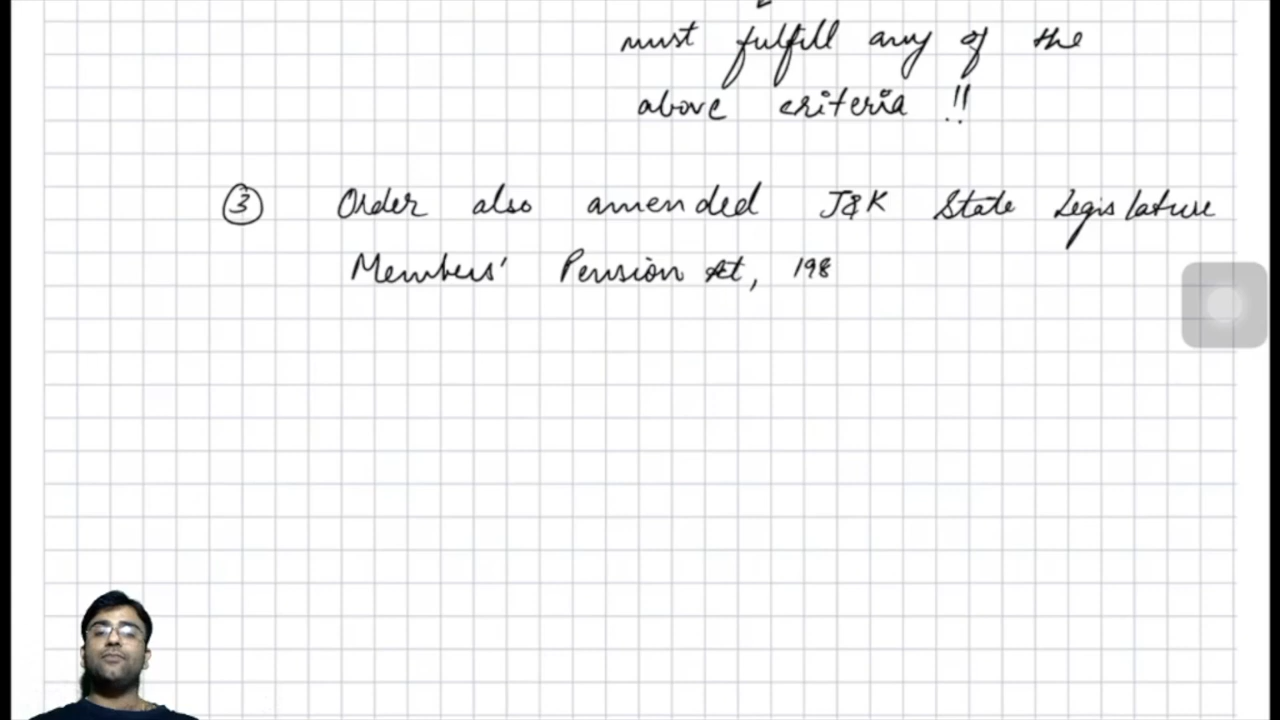 must fulfill any of the
above criteria !!
③ Order also amended J&K State Legislature
Members' Pension Act, 198